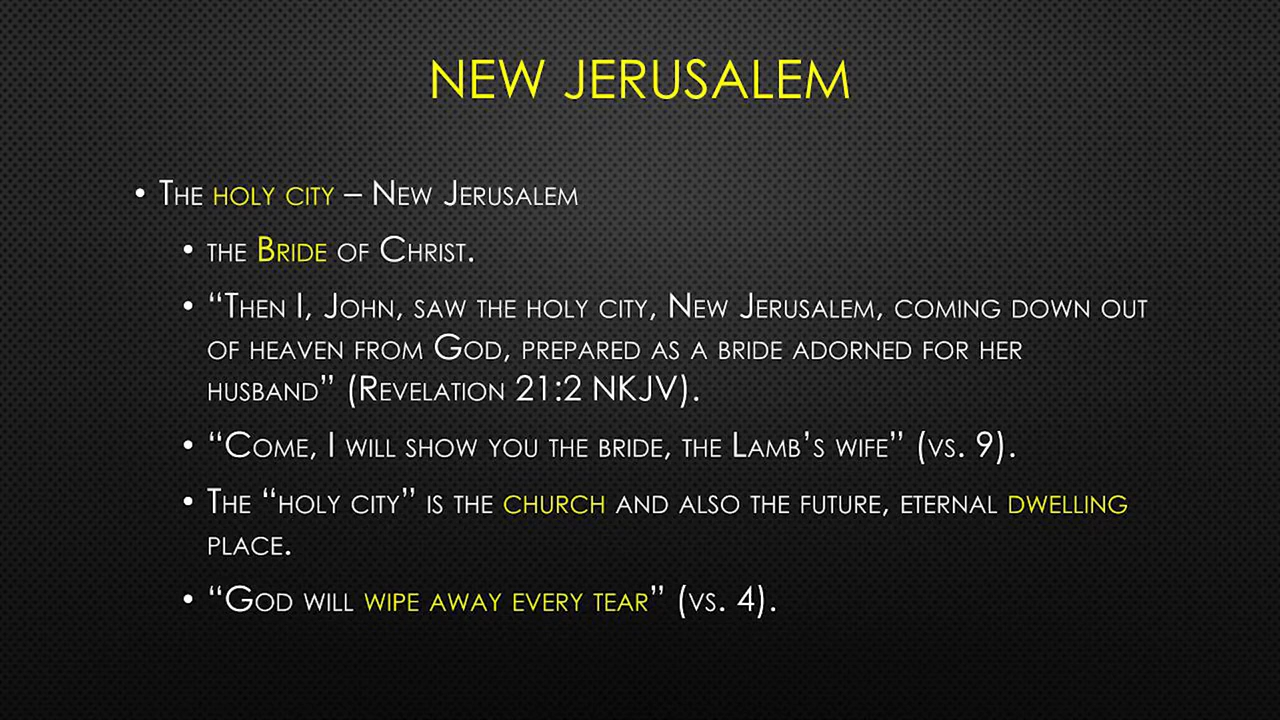 NEW JERUSALEM
• The holy city – New Jerusalem
• the Bride of Christ.
• “Then I, John, saw the holy city, New Jerusalem, coming down out
of heaven from God, prepared as a bride adorned for her
husband” (Revelation 21:2 NKJV).
• “Come, I will show you the bride, the Lamb’s wife” (vs. 9).
• The “holy city” is the church and also the future, eternal dwelling
place.
• “God will wipe away every tear” (vs. 4).